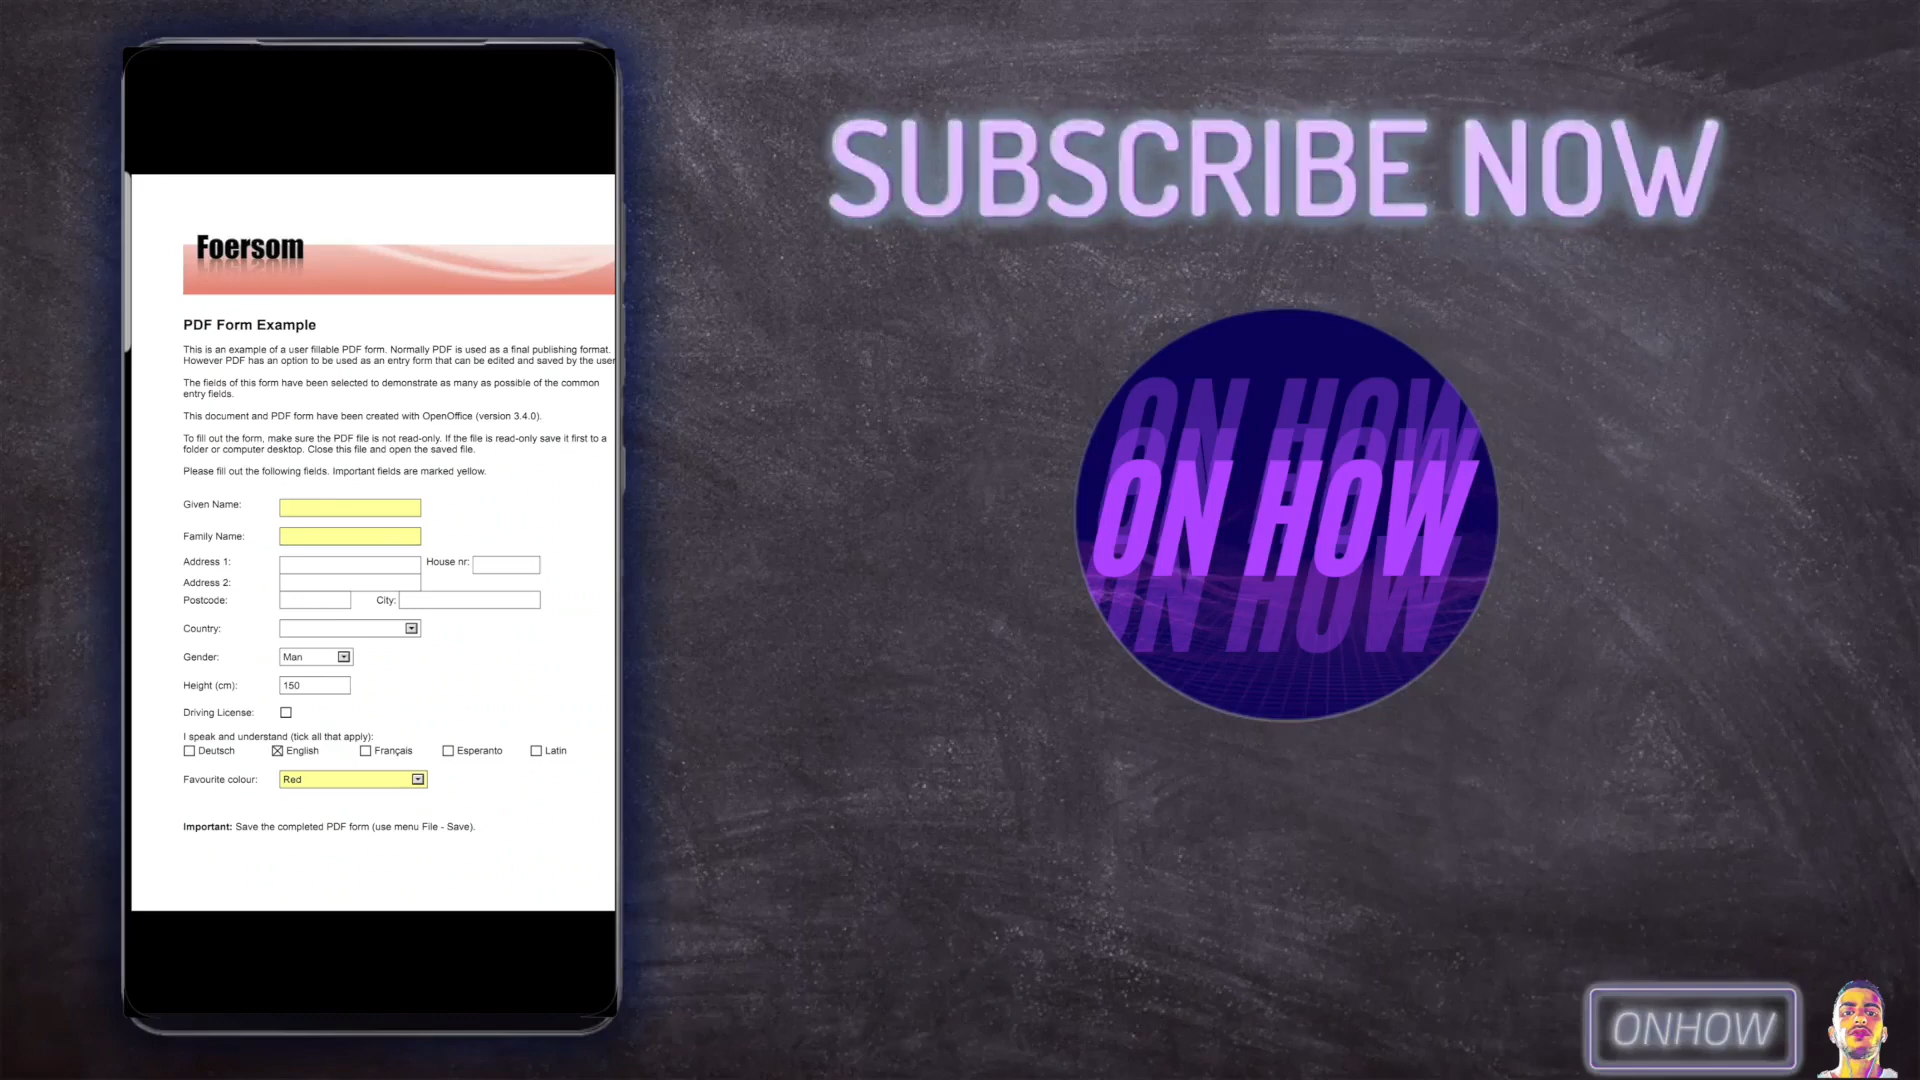 Foersom
PDF Form Example
This is an example of a user fillable PDF form. Normally PDF is used as a final publishing format.
However PDF has an option to be used as an entry form that can be edited and saved by the user
The fields of this form have been selected to demonstrate as many as possible of the common
entry fields.
This document and PDF form have been created with OpenOffice (version 3.4.0).
To fill out the form, make sure the PDF file is not read-only. If the file is read-only save it first to a
folder or computer desktop. Close this file and open the saved file.
Please fill out the following fields. Important fields are marked yellow.
Given Name:
Family Name:
Address 1: House nr:
Address 2:
Postcode: City:
Country:
Gender: Man
Height (cm): 150
Driving License:
I speak and understand (tick all that apply):
Deutsch English Français Esperanto Latin
Favourite colour: Red
Important: Save the completed PDF form (use menu File - Save).
SUBSCRIBE NOW
ON HOW
ON HOW
ON HOW
ON HOW
ONHOW